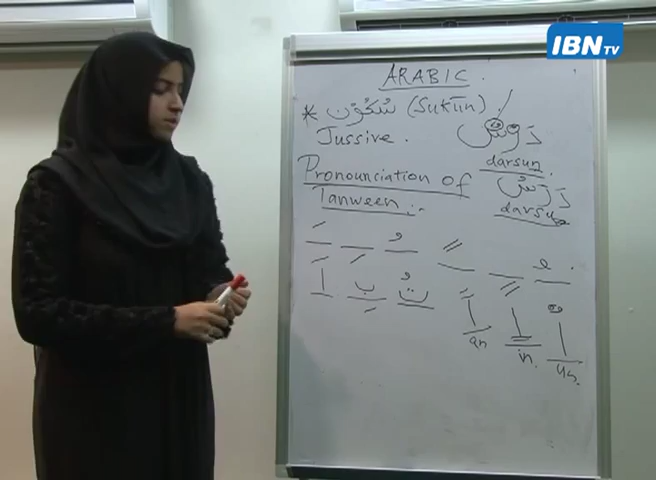 IBN TV
ARABIC.
* سُكُوْن (Sukūn).
Jussive.
دَرْسٌ
darsun.
Pronounciation of
Tanween :-
دَرْسُ
darsu
ا ب تُ
ا ا ا
an in. un.